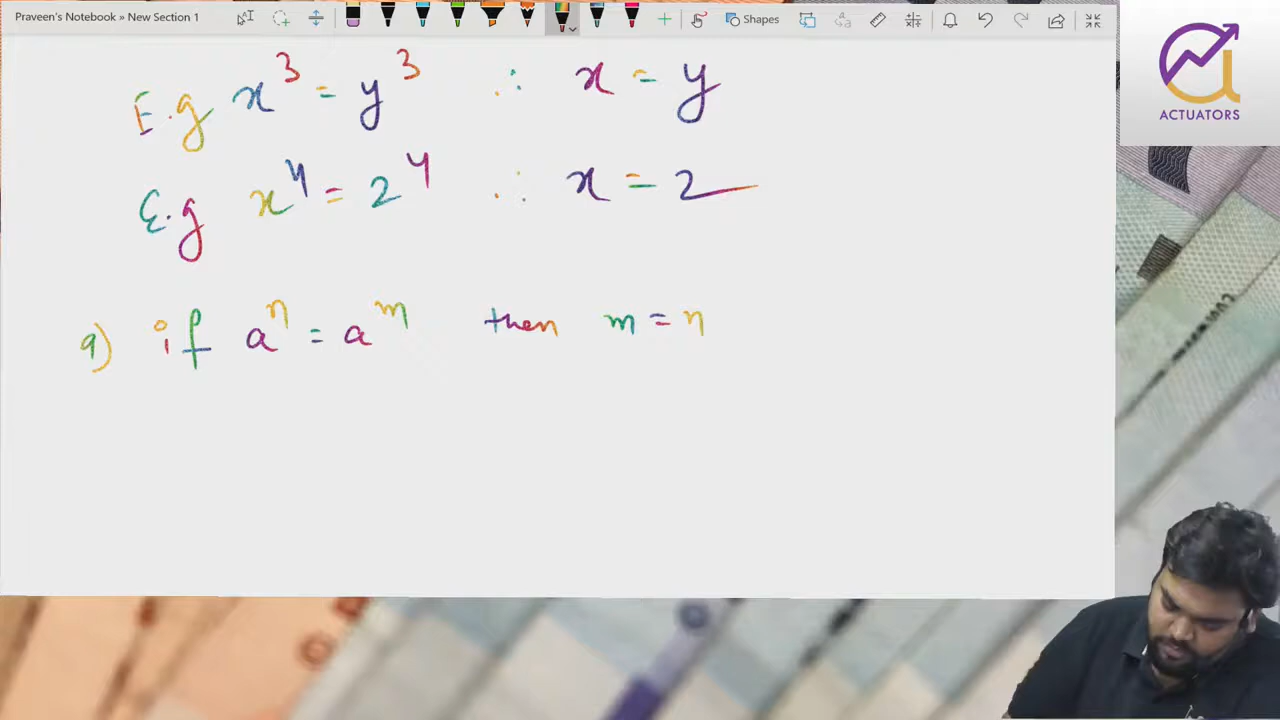 Praveen's Notebook » New Section 1
Shapes
ACTUATORS
E.g x³ = y³ ∴ x = y
E.g x⁴ = 2⁴ ∴ x = 2
9) if aⁿ = aᵐ then m = n